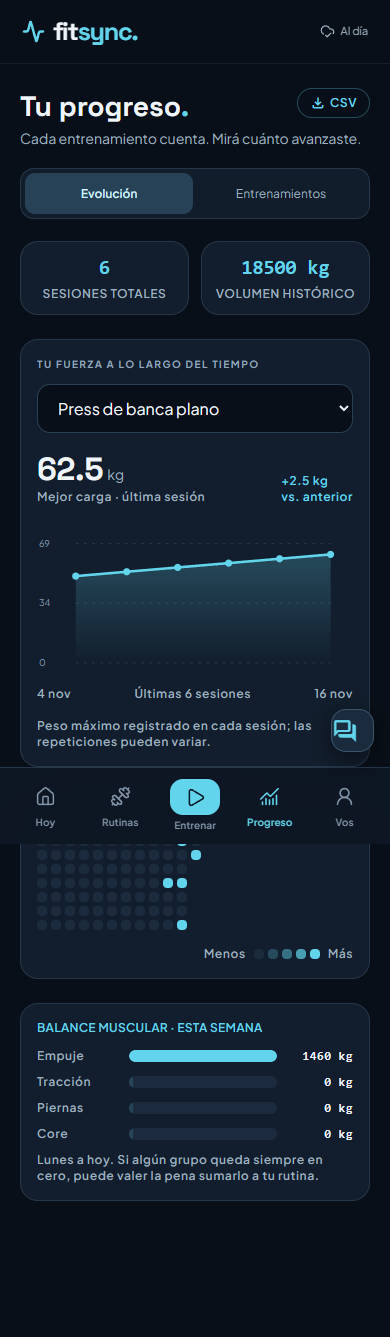 fitsync.
Al día
Tu progreso.
CSV
Cada entrenamiento cuenta. Mirá cuánto avanzaste.
Evolución
Entrenamientos
6
SESIONES TOTALES
18500 kg
VOLUMEN HISTÓRICO
TU FUERZA A LO LARGO DEL TIEMPO
Press de banca plano
62.5 kg
Mejor carga · última sesión
+2.5 kg
vs. anterior
69
34
0
4 nov
Últimas 6 sesiones
16 nov
Peso máximo registrado en cada sesión; las
repeticiones pueden variar.
Hoy
Rutinas
Entrenar
Progreso
Vos
Menos
Más
BALANCE MUSCULAR · ESTA SEMANA
Empuje
1460 kg
Tracción
0 kg
Piernas
0 kg
Core
0 kg
Lunes a hoy. Si algún grupo queda siempre en
cero, puede valer la pena sumarlo a tu rutina.